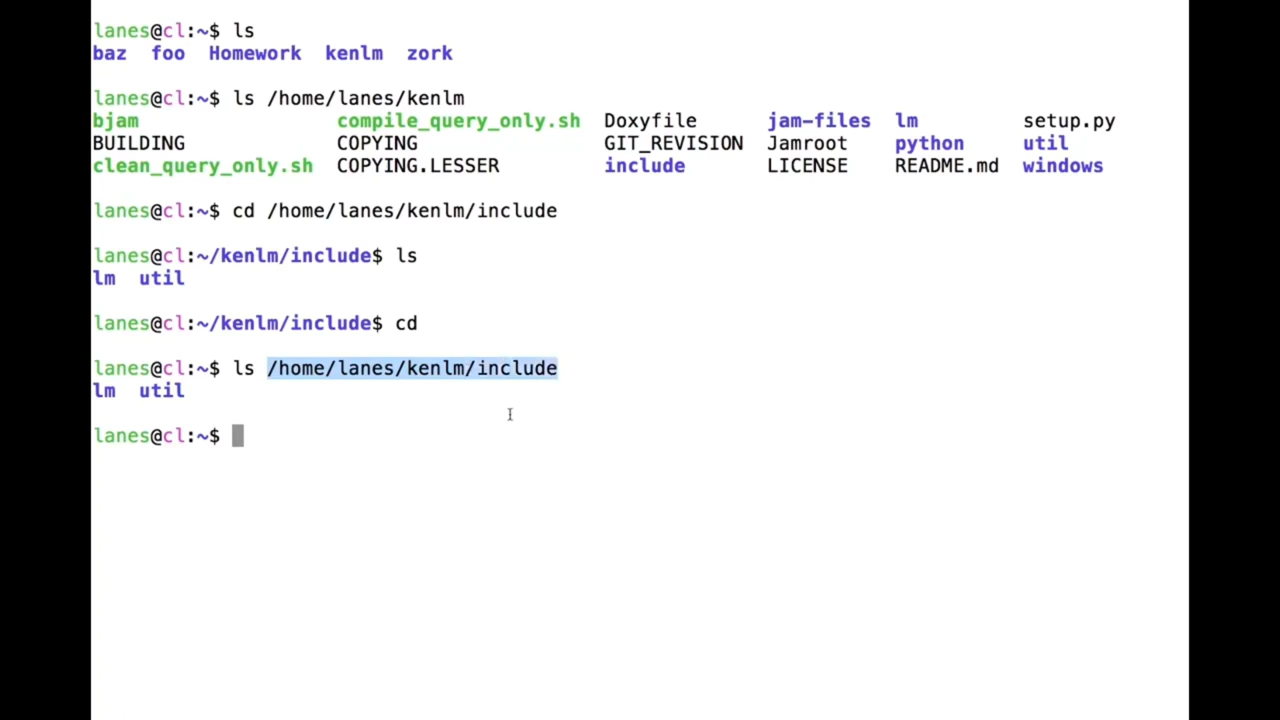 lanes@cl:~$ ls
baz foo Homework kenlm zork
lanes@cl:~$ ls /home/lanes/kenlm
bjam compile_query_only.sh Doxyfile jam-files lm setup.py
BUILDING COPYING GIT_REVISION Jamroot python util
clean_query_only.sh COPYING.LESSER include LICENSE README.md windows
lanes@cl:~$ cd /home/lanes/kenlm/include
lanes@cl:~/kenlm/include$ ls
lm util
lanes@cl:~/kenlm/include$ cd
lanes@cl:~$ ls /home/lanes/kenlm/include
lm util
lanes@cl:~$